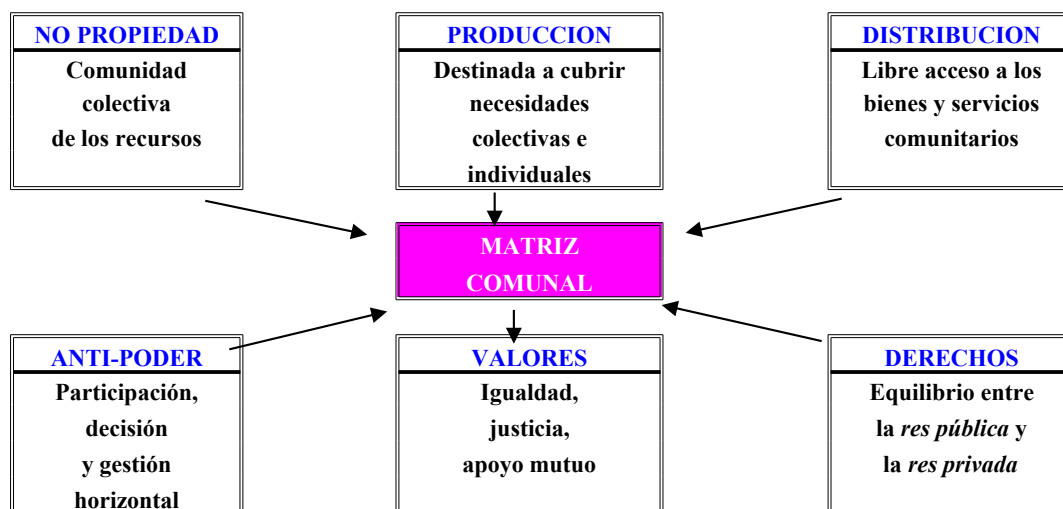 NO PROPIEDAD
Comunidad
colectiva
de los recursos
PRODUCCION
Destinada a cubrir
necesidades
colectivas e
individuales
DISTRIBUCION
Libre acceso a los
bienes y servicios
comunitarios
MATRIZ
COMUNAL
ANTI-PODER
Participación,
decisión
y gestión
horizontal
VALORES
Igualdad,
justicia,
apoyo mutuo
DERECHOS
Equilibrio entre
la res pública y
la res privada